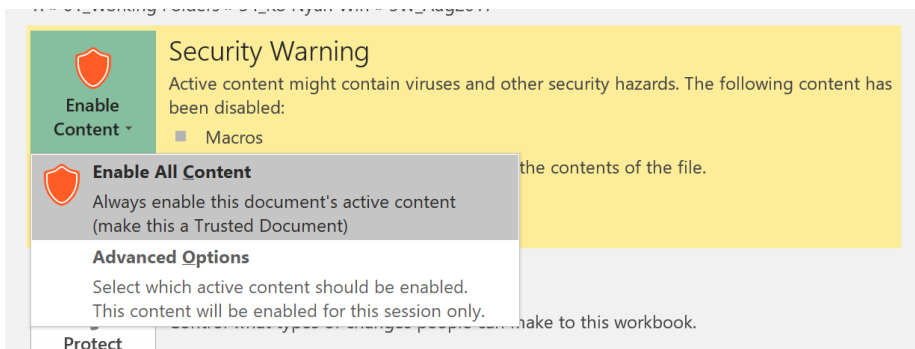 Security Warning
Active content might contain viruses and other security hazards. The following content has
been disabled:
Macros
Enable
Content
Enable All Content
Always enable this document's active content
(make this a Trusted Document)
the contents of the file.
Advanced Options
Select which active content should be enabled.
This content will be enabled for this session only.
Control what types of changes people can make to this workbook.
Protect